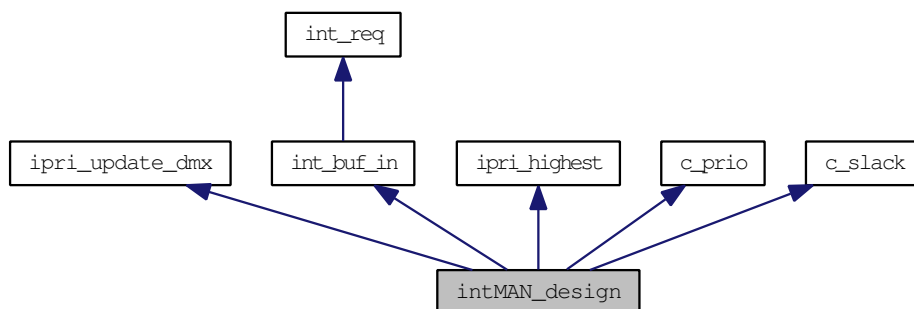 int_req
ipri_update_dmx
int_buf_in
ipri_highest
c_prio
c_slack
intMAN_design